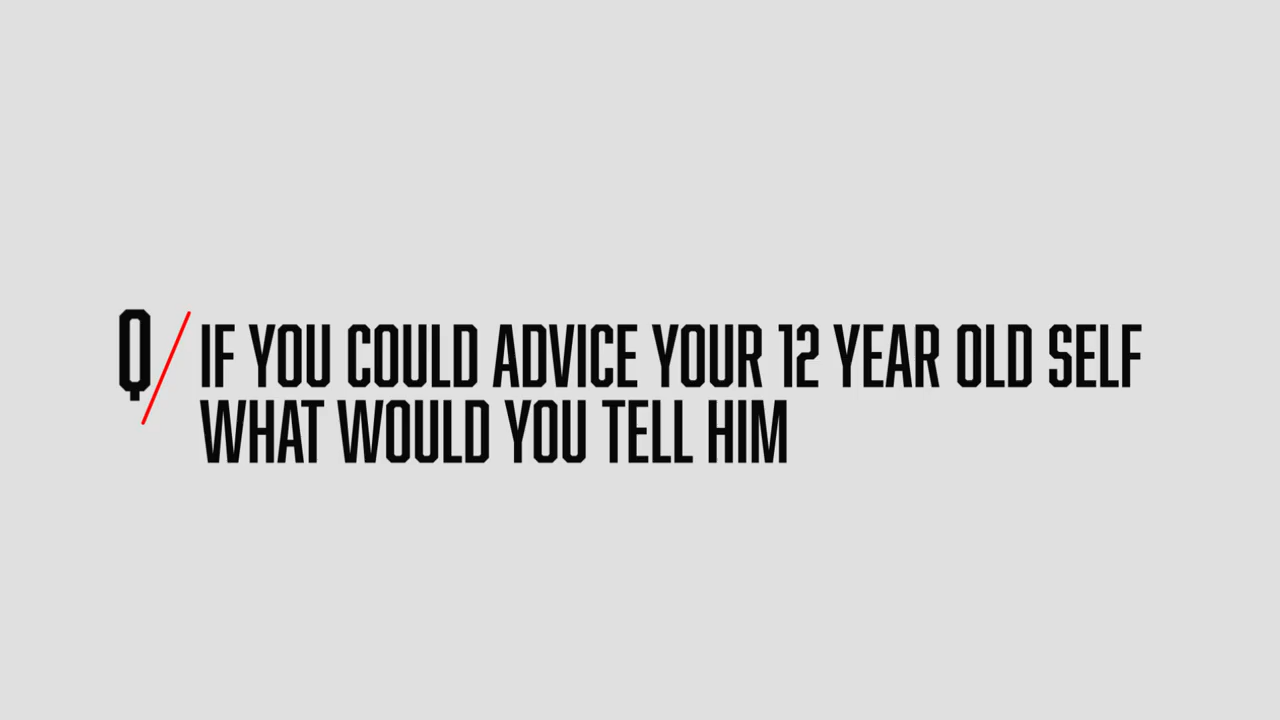 Q/ IF YOU COULD ADVICE YOUR 12 YEAR OLD SELF
WHAT WOULD YOU TELL HIM